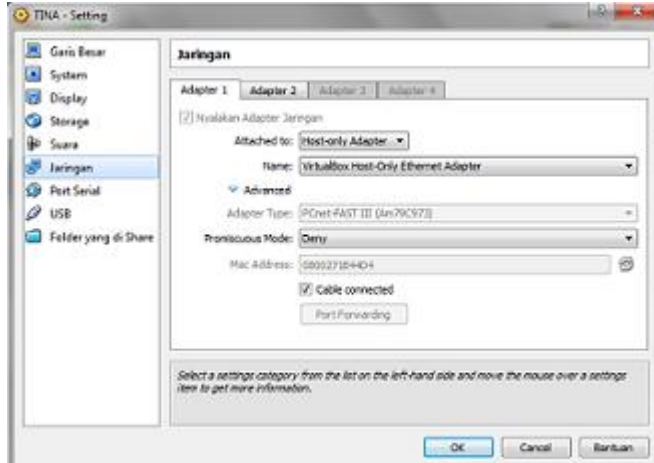 TINA - Setting
Garis Besar
System
Display
Storage
Suara
Jaringan
Port Serial
USB
Folder yang di Share
Jaringan
Adapter 1 Adapter 2 Adapter 3 Adapter 4
Nyalakan Adapter Jaringan
Attached to: Host-only Adapter
Name: VirtualBox Host-Only Ethernet Adapter
Advanced
Adapter Type: PCnet-FAST III (Am79C973)
Promiscuous Mode: Deny
Mac Address:
Cable connected
Port Forwarding
Select a settings category from the list on the left-hand side and move the mouse over a settings
item to get more information.
OK Cancel Bantuan